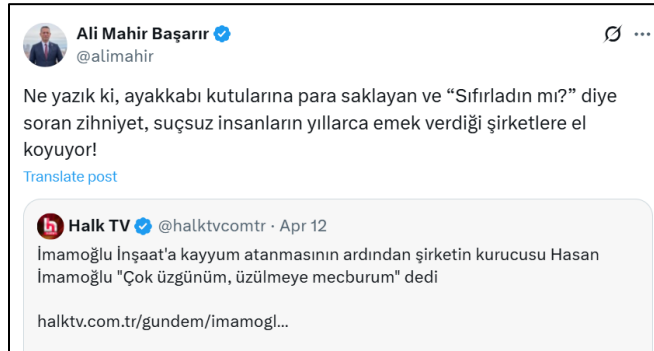 Ali Mahir Başarır
@alimahir
Ne yazık ki, ayakkabı kutularına para saklayan ve “Sıfırladın mı?” diye
soran zihniyet, suçsuz insanların yıllarca emek verdiği şirketlere el
koyuyor!
Translate post
Halk TV @halktvcomtr · Apr 12
İmamoğlu İnşaat'a kayyum atanmasının ardından şirketin kurucusu Hasan
İmamoğlu "Çok üzgünüm, üzülmeye mecburum" dedi
halktv.com.tr/gundem/imamogl...